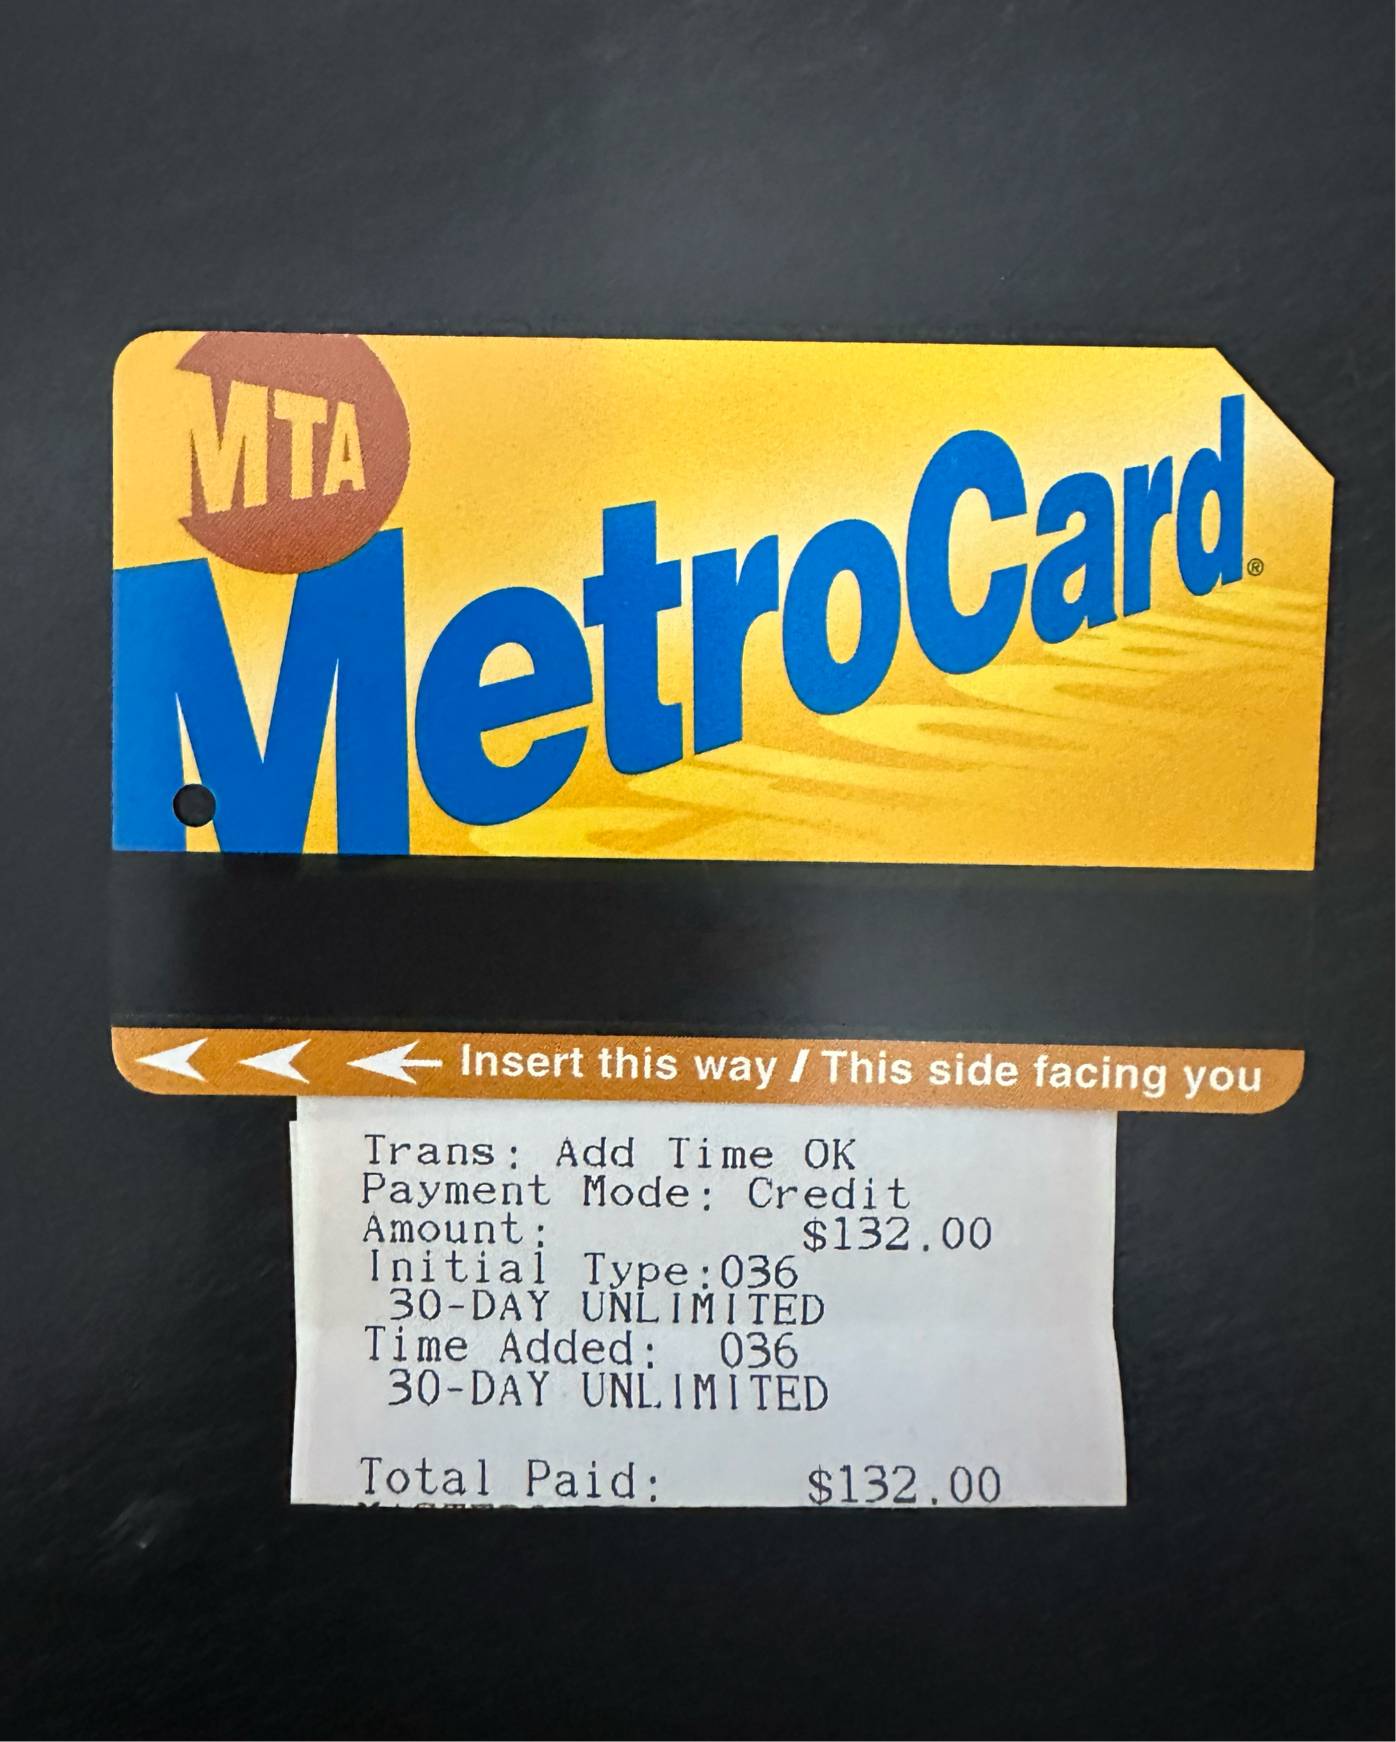 MTA
MetroCard®
Insert this way / This side facing you
Trans: Add Time OK
Payment Mode: Credit
Amount: $132.00
Initial Type:036
30-DAY UNLIMITED
Time Added: 036
30-DAY UNLIMITED
Total Paid: $132.00